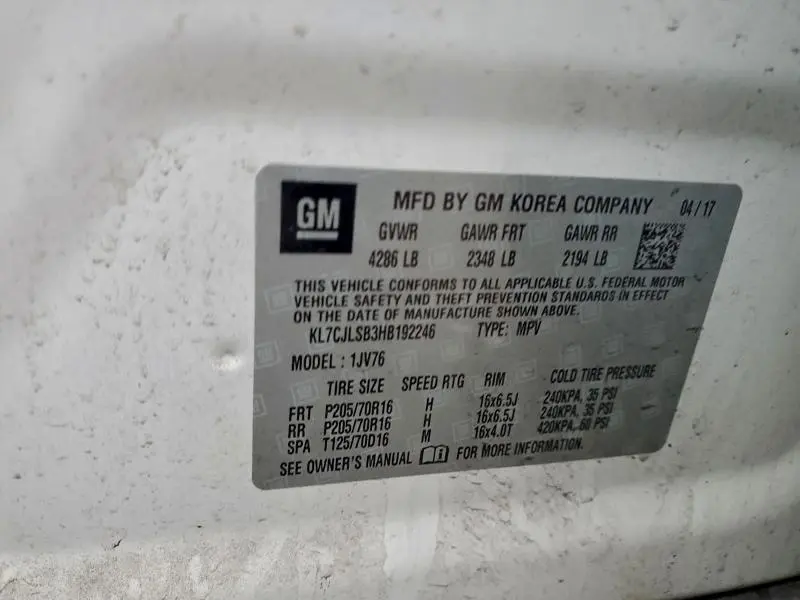 GM
MFD BY GM KOREA COMPANY 04/17
GVWR GAWR FRT GAWR RR
4286 LB 2348 LB 2194 LB
THIS VEHICLE CONFORMS TO ALL APPLICABLE U.S. FEDERAL MOTOR
VEHICLE SAFETY AND THEFT PREVENTION STANDARDS IN EFFECT
ON THE DATE OF MANUFACTURE SHOWN ABOVE.
KL7CJLSB3HB192246 TYPE: MPV
MODEL : 1JV76
TIRE SIZE SPEED RTG RIM COLD TIRE PRESSURE
FRT P205/70R16 H 16x6.5J 240KPA, 35 PSI
RR P205/70R16 H 16x6.5J 240KPA, 35 PSI
SPA T125/70D16 M 16x4.0T 420KPA, 60 PSI
SEE OWNER'S MANUAL FOR MORE INFORMATION.